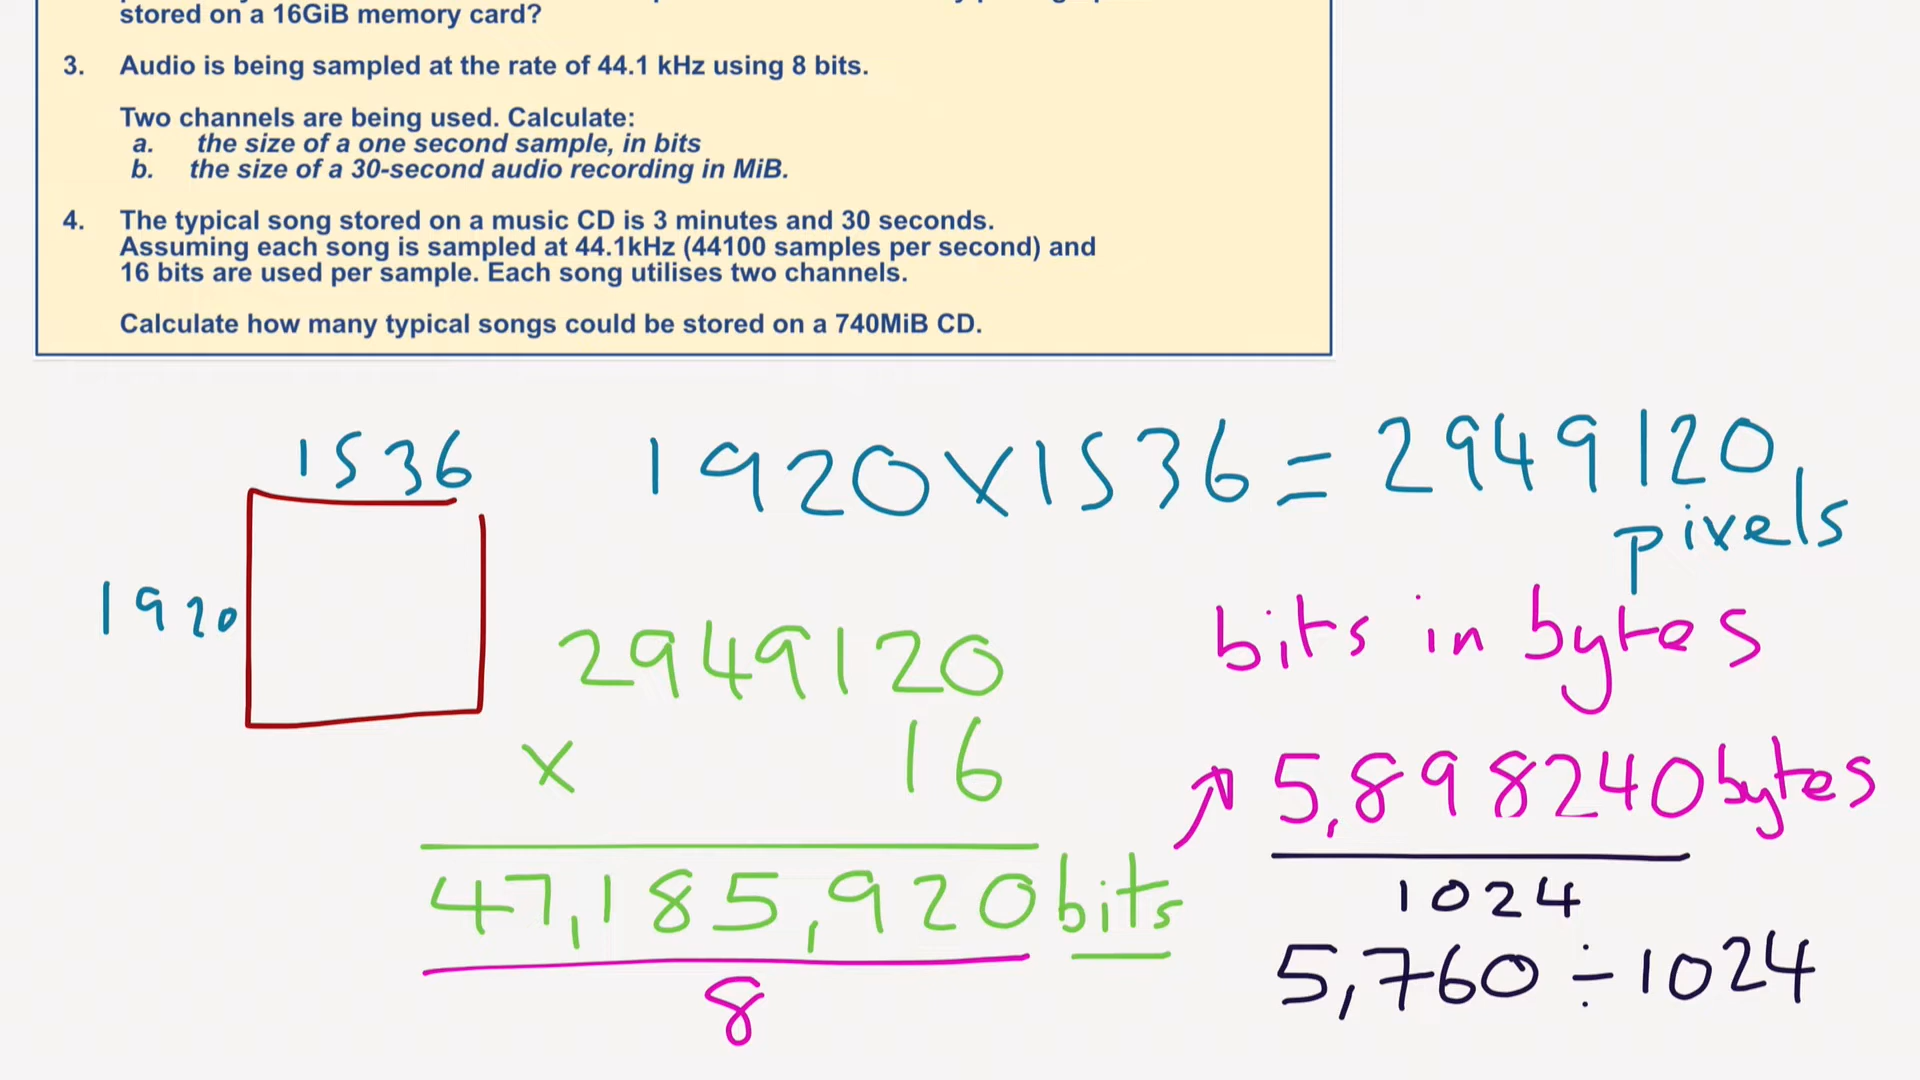 stored on a 16GiB memory card?
3. Audio is being sampled at the rate of 44.1 kHz using 8 bits.
Two channels are being used. Calculate:
a. the size of a one second sample, in bits
b. the size of a 30-second audio recording in MiB.
4. The typical song stored on a music CD is 3 minutes and 30 seconds.
Assuming each song is sampled at 44.1kHz (44100 samples per second) and
16 bits are used per sample. Each song utilises two channels.
Calculate how many typical songs could be stored on a 740MiB CD.
1536
1920x1536=2949120
pixels
1920
2949120
x 16
47,185,920bits
8
bits in bytes
5,898240bytes
1024
5,760÷1024